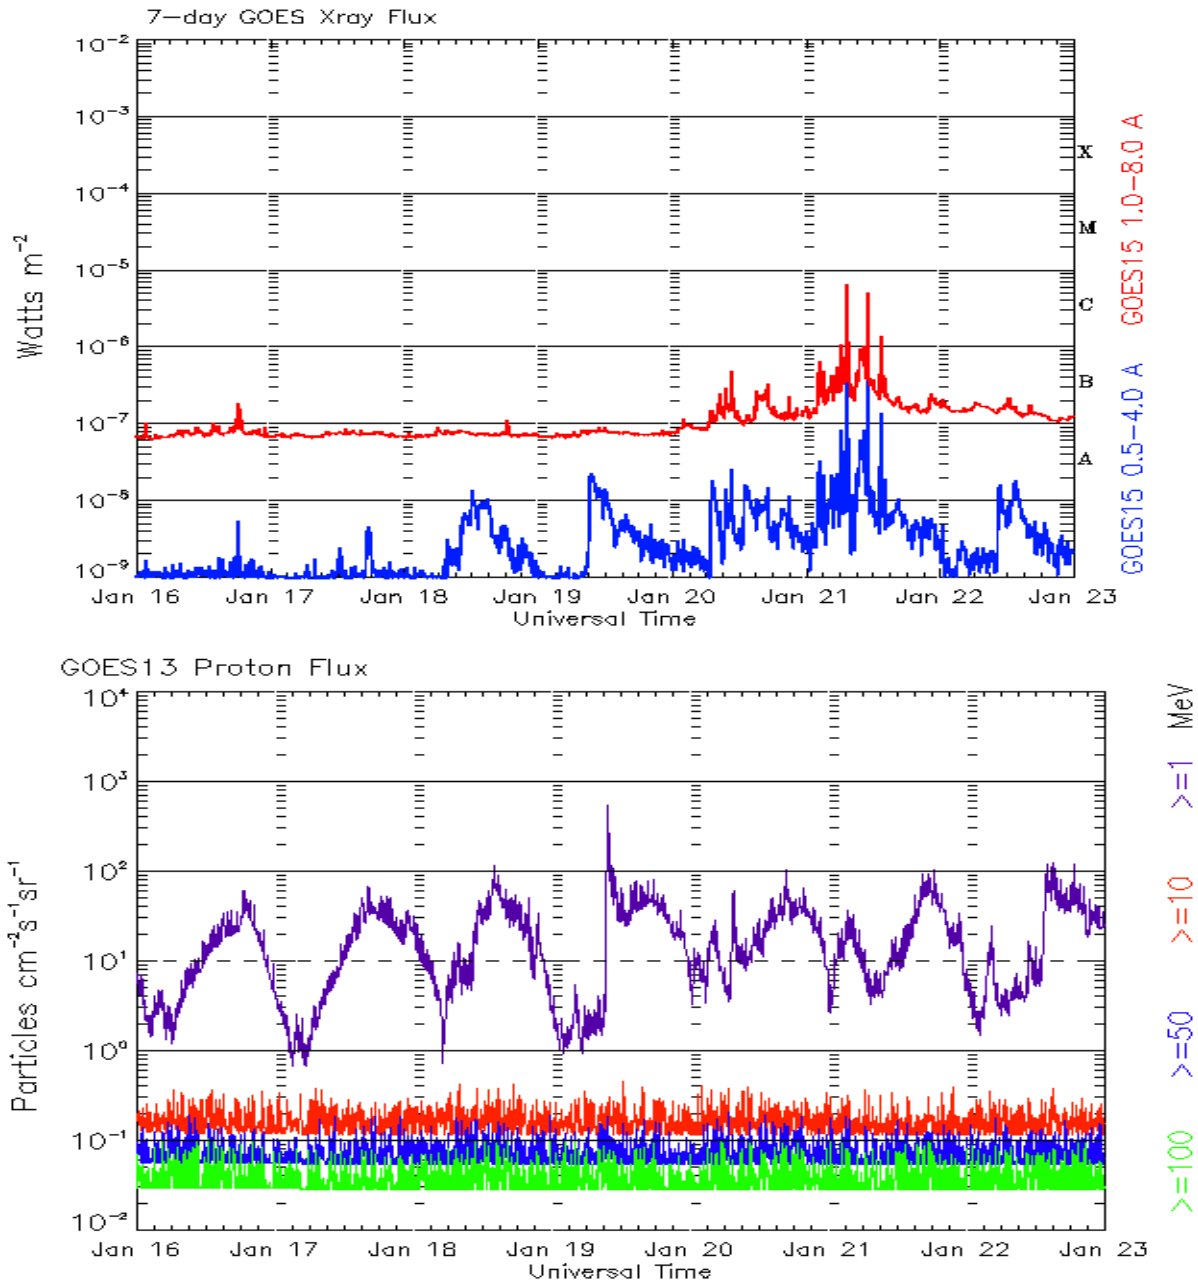 7-day GOES Xray Flux
10⁻²
10⁻³
10⁻⁴
10⁻⁵
10⁻⁶
10⁻⁷
10⁻⁸
10⁻⁹
Watts m⁻²
X
M
C
B
A
GOES15 1.0-8.0 A
GOES15 0.5-4.0 A
Jan 16 Jan 17 Jan 18 Jan 19 Jan 20 Jan 21 Jan 22 Jan 23
Universal Time
GOES13 Proton Flux
10⁴
10³
10²
10¹
10⁰
10⁻¹
10⁻²
Particles cm⁻²s⁻¹sr⁻¹
>=1 MeV
>=10
>=50
>=100
Jan 16 Jan 17 Jan 18 Jan 19 Jan 20 Jan 21 Jan 22 Jan 23
Universal Time